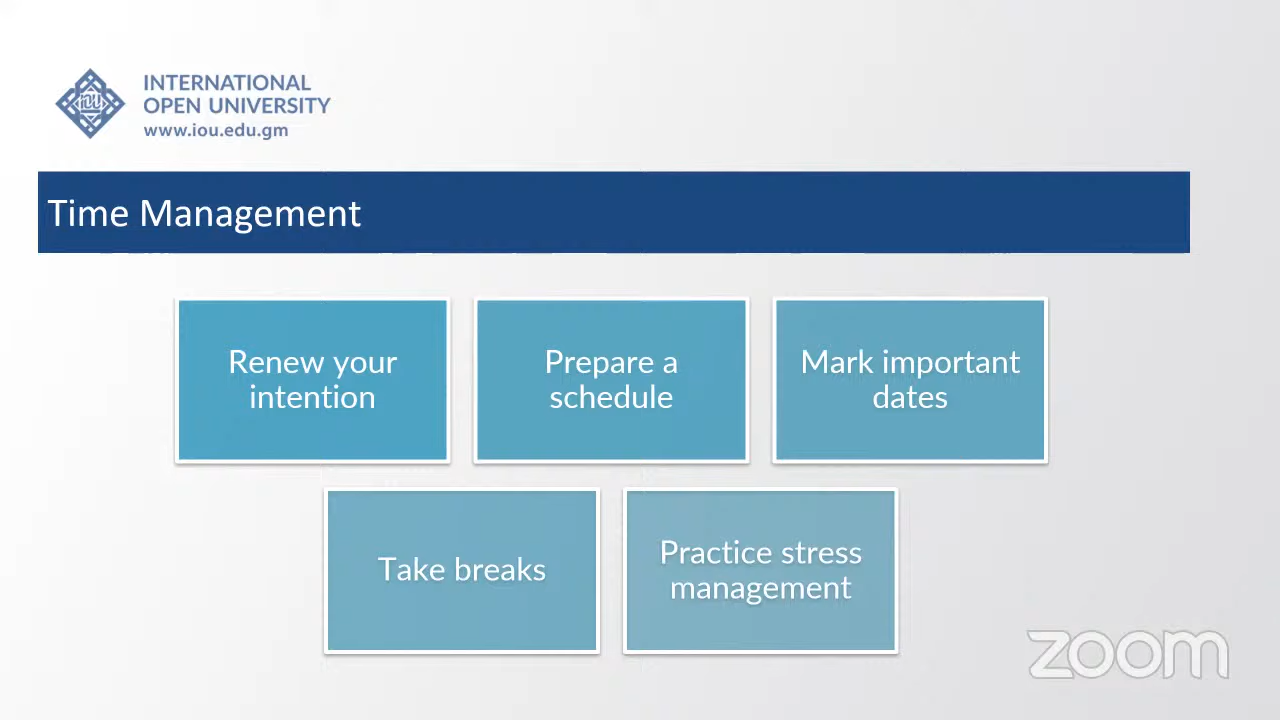 INTERNATIONAL
OPEN UNIVERSITY
www.iou.edu.gm
Time Management
Renew your
intention
Prepare a
schedule
Mark important
dates
Take breaks
Practice stress
management
zoom